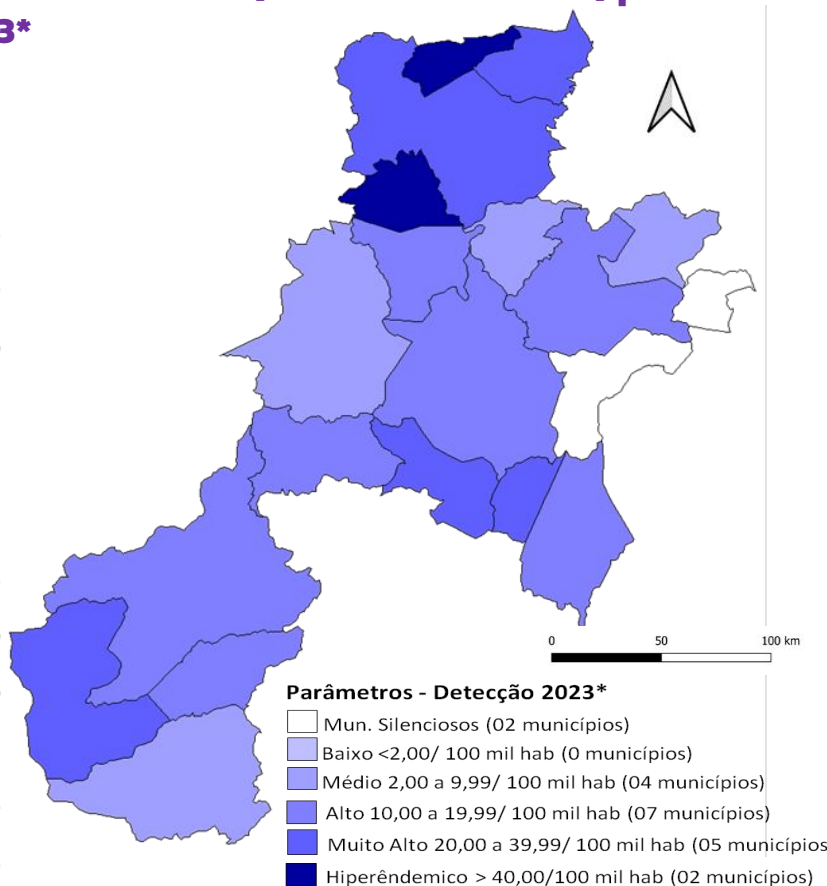 3*
0 50 100 km
Parâmetros - Detecção 2023*
Mun. Silenciosos (02 municípios)
Baixo <2,00/ 100 mil hab (0 municípios)
Médio 2,00 a 9,99/ 100 mil hab (04 municípios)
Alto 10,00 a 19,99/ 100 mil hab (07 municípios)
Muito Alto 20,00 a 39,99/ 100 mil hab (05 municípios
Hiperêndemico > 40,00/100 mil hab (02 municípios)